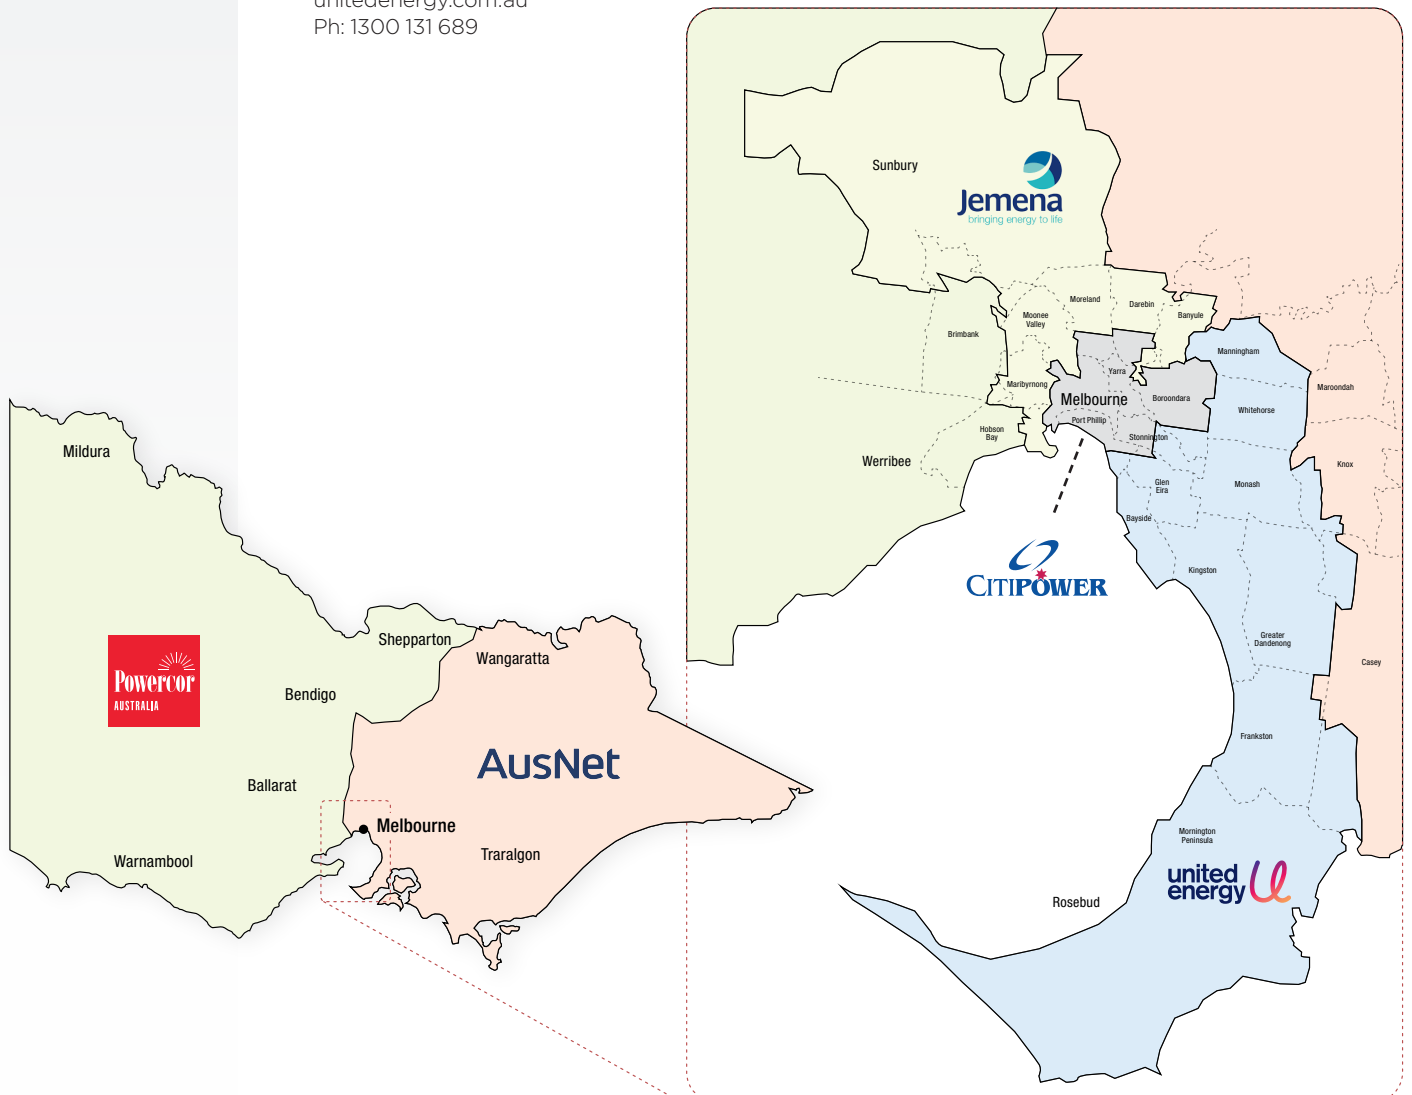 unitedenergy.com.au
Ph: 1300 131 689
Sunbury
Jemena
bringing energy to life
Moreland
Darebin
Banyule
Moonee
Valley
Brimbank
Manningham
Yarra
Maribyrnong
Maroondah
Melbourne
Boroondara
Whitehorse
Port Phillip
Hobson
Bay
Stonnington
Werribee
Knox
Glen
Eira
Monash
Bayside
CITIPOWER
Kingston
Greater
Dandenong
Casey
Frankston
Mornington
Peninsula
united
energy
Rosebud
Mildura
Shepparton
Wangaratta
Powercor
AUSTRALIA
Bendigo
AusNet
Ballarat
Melbourne
Traralgon
Warnambool